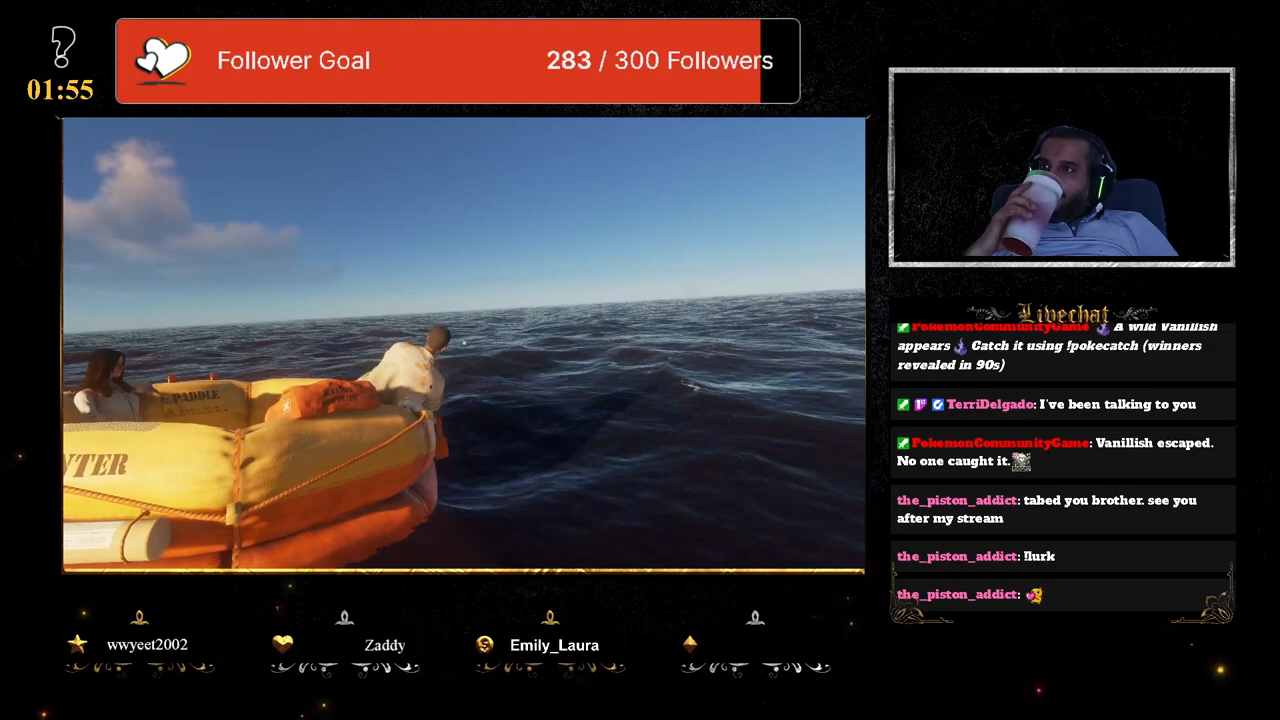 ?
01:55
Follower Goal
283 / 300 Followers
PADDLE
NTER
Livechat
PokemonCommunityGame A wild Vanillish
appears Catch it using !pokecatch (winners
revealed in 90s)
TerriDelgado: I've been talking to you
PokemonCommunityGame: Vanillish escaped.
No one caught it.
the_piston_addict: tabed you brother. see you
after my stream
the_piston_addict: !lurk
the_piston_addict:
wwyeet2002
Zaddy
Emily_Laura